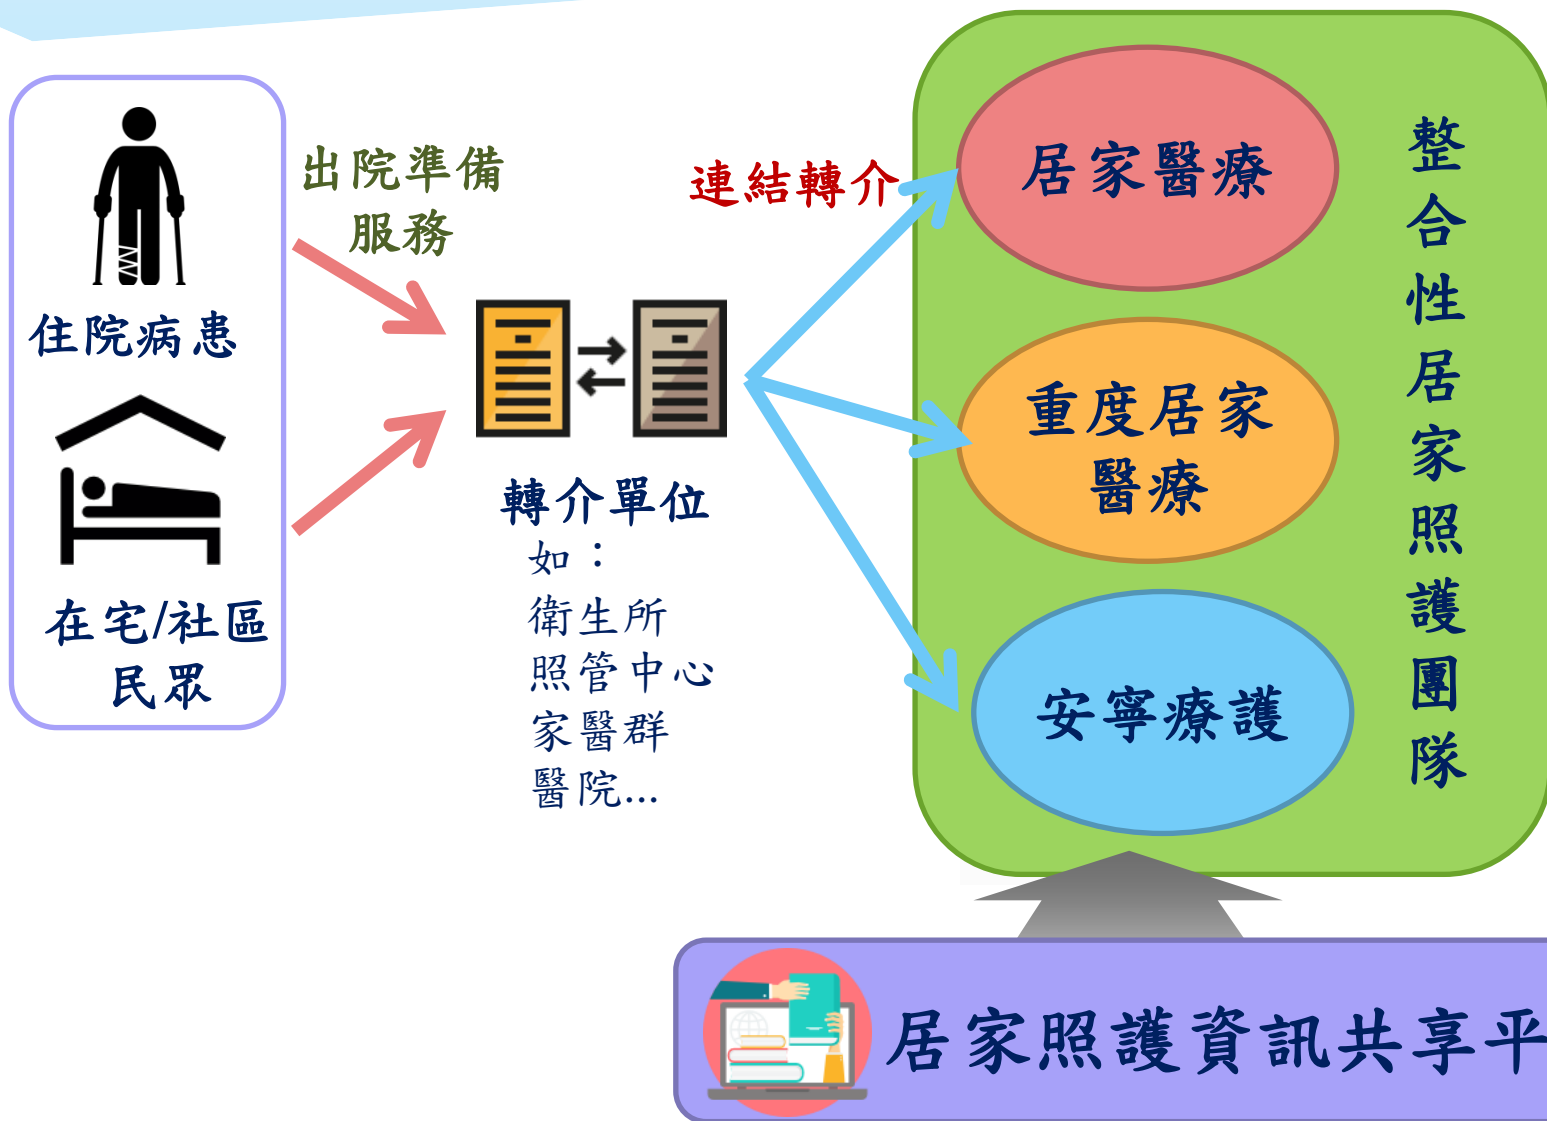 住院病患
在宅/社區
民眾
出院準備
服務
轉介單位
如：
衛生所
照管中心
家醫群
醫院...
連結轉介
居家醫療
重度居家
醫療
安寧療護
整合性居家照護團隊
居家照護資訊共享平